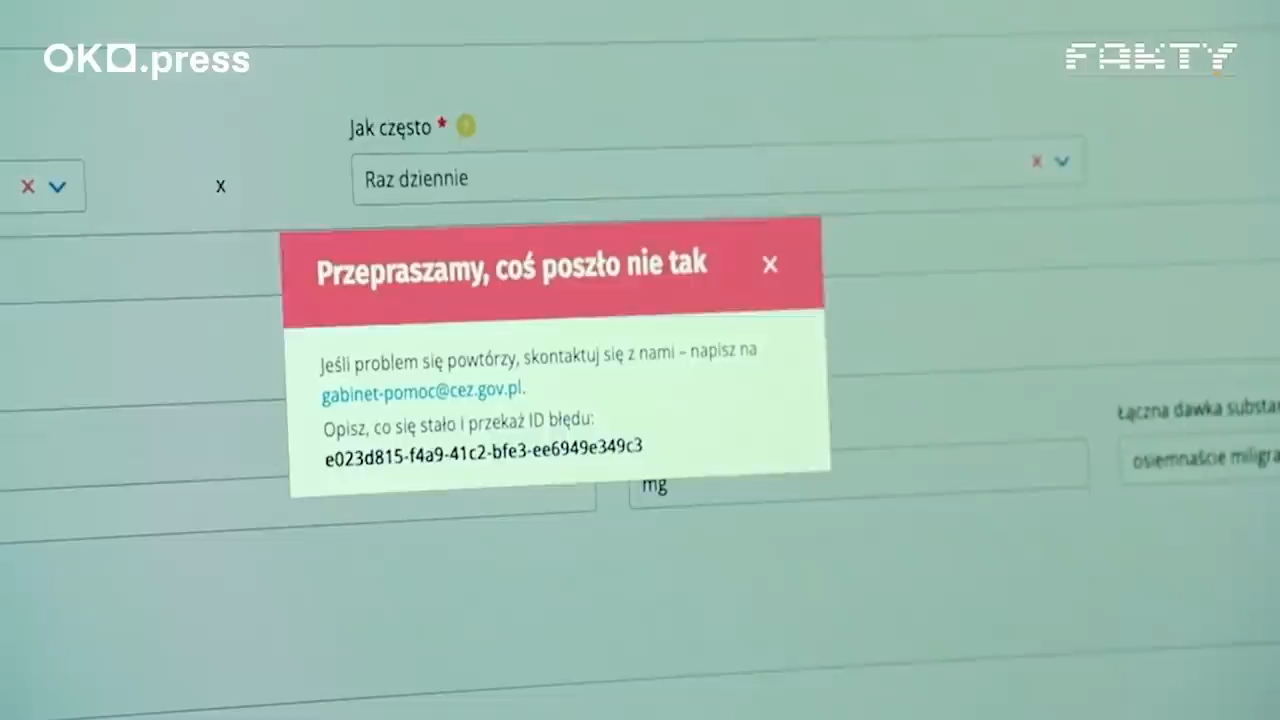 OKO.press
FAKTY
Jak często *
x
Raz dziennie
Przepraszamy, coś poszło nie tak
Jeśli problem się powtórzy, skontaktuj się z nami – napisz na
gabinet-pomoc@cez.gov.pl.
Opisz, co się stało i przekaż ID błędu:
e023d815-f4a9-41c2-bfe3-ee6949e349c3
mg
Łączna dawka substan
osiemnaście miligra